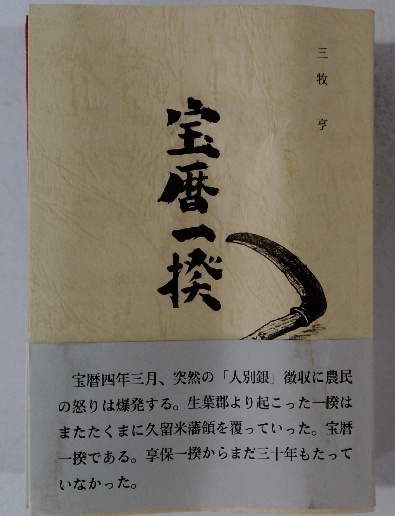 三牧亨
宝暦一揆
宝暦四年三月、突然の「人別銀」徴収に農民
の怒りは爆発する。生葉郡より起こった一揆は
またたくまに久留米藩領を覆っていった。宝暦
一揆である。享保一揆からまだ三十年もたって
いなかった。